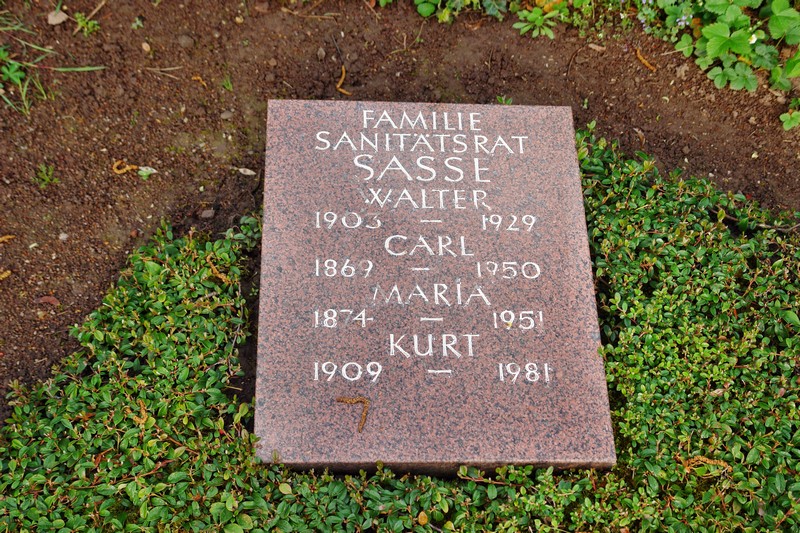 FAMILIE
SANITÄTSRAT
SASSE
WALTER
1903 – 1929
CARL
1869 – 1950
MARIA
1874 – 1951
KURT
1909 – 1981